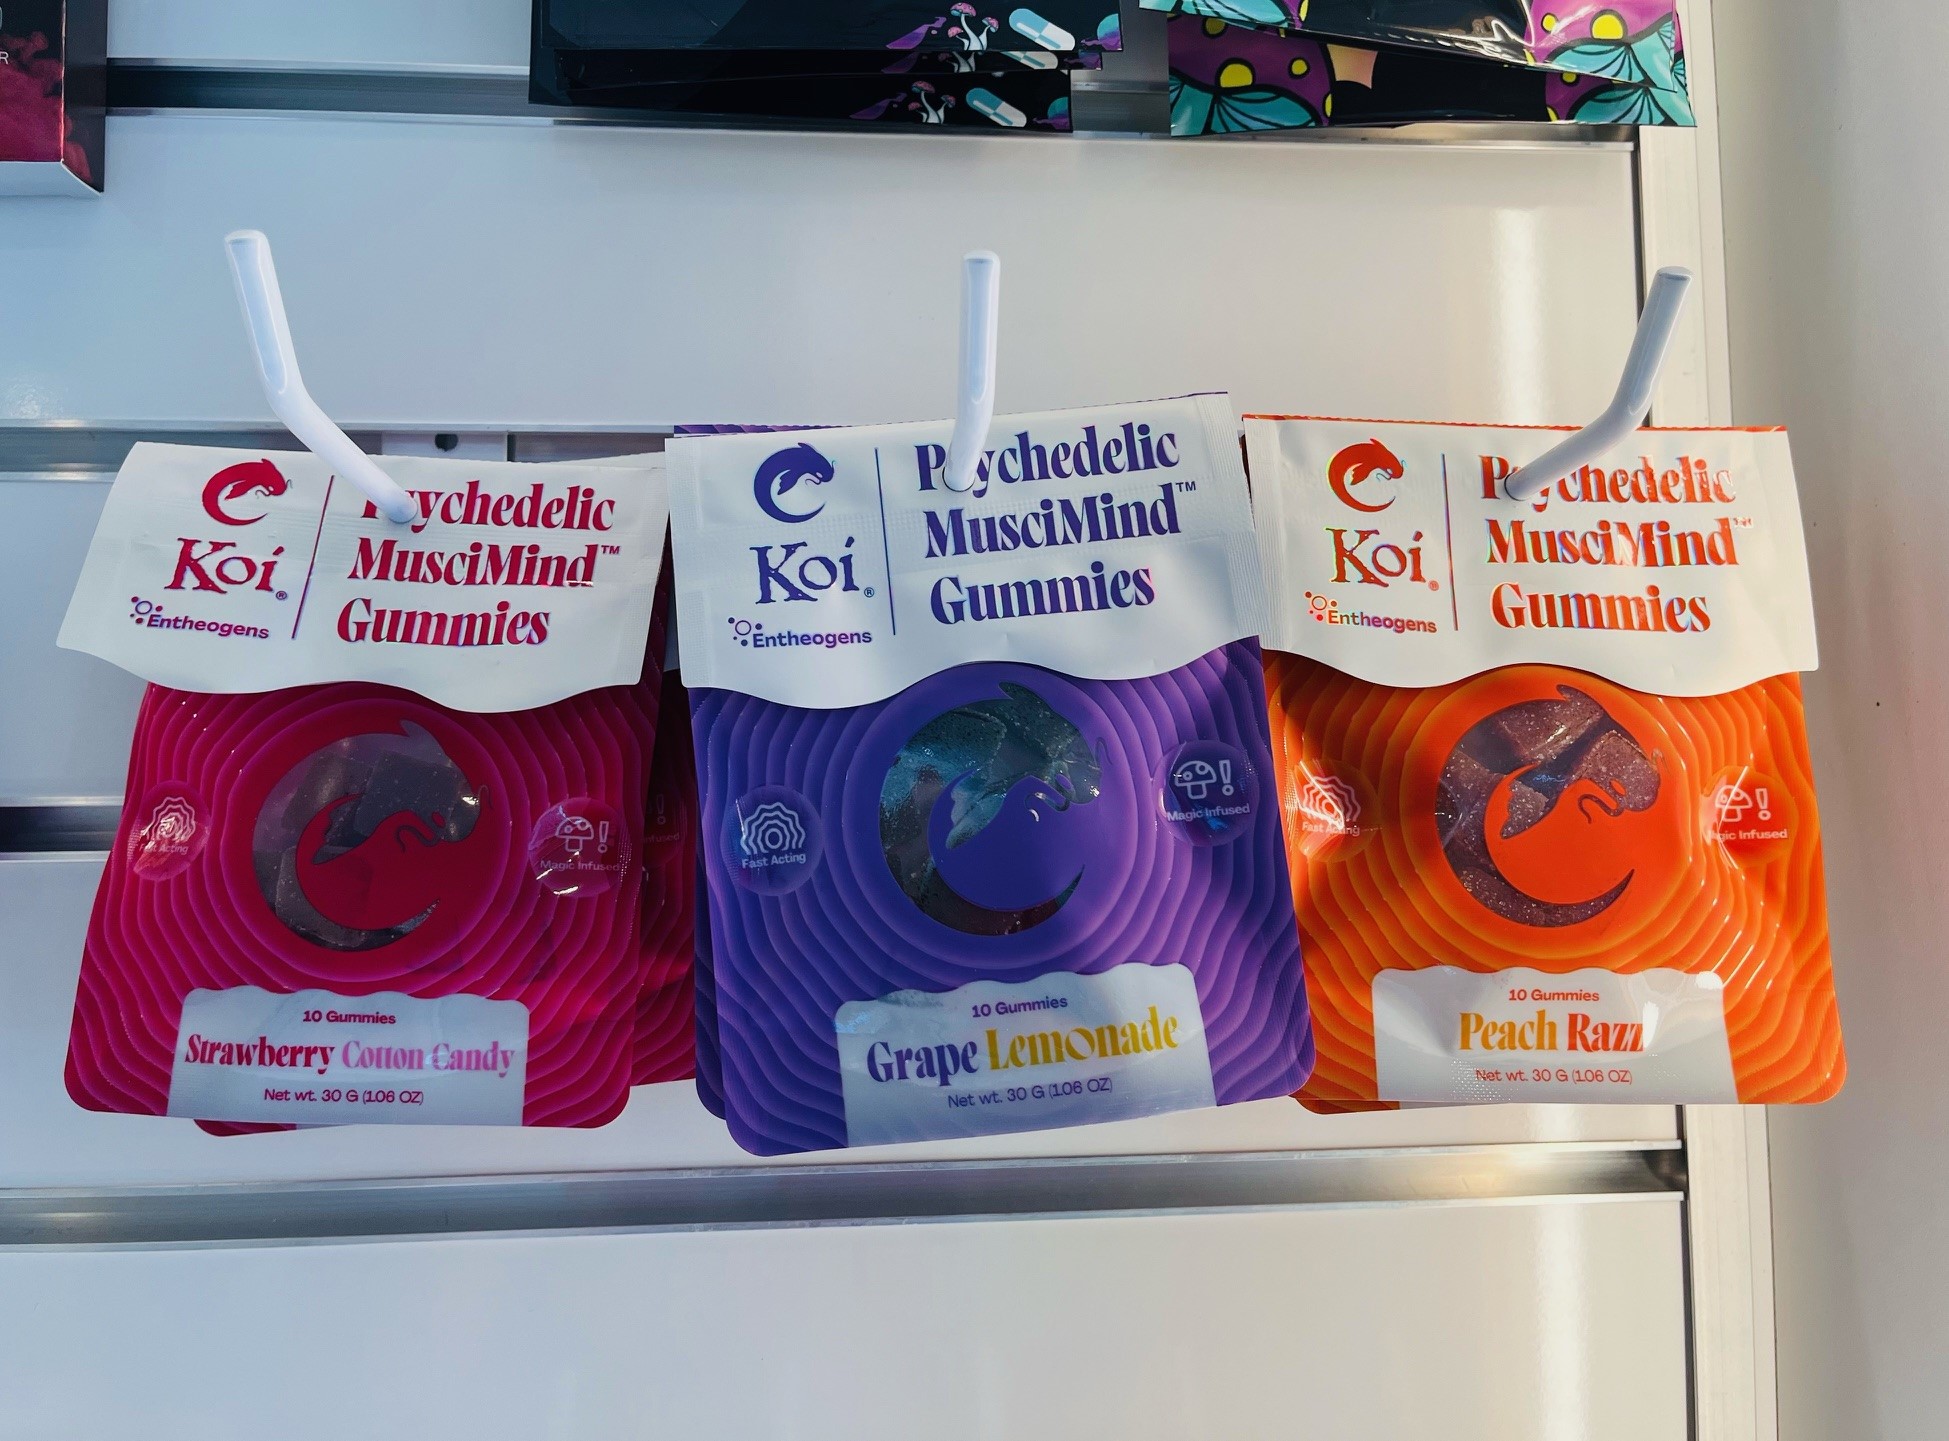 R
Koi®
Entheogens
Psychedelic
MusciMind™
Gummies
Fast Acting
Magic Infused
10 Gummies
Strawberry Cotton Candy
Net wt. 30 G (1.06 OZ)
Koi®
Entheogens
Psychedelic
MusciMind™
Gummies
Fast Acting
Magic Infused
10 Gummies
Grape Lemonade
Net wt. 30 G (1.06 OZ)
Koi®
Entheogens
Psychedelic
MusciMind™
Gummies
Fast Acting
Magic Infused
10 Gummies
Peach Razz
Net wt. 30 G (1.06 OZ)